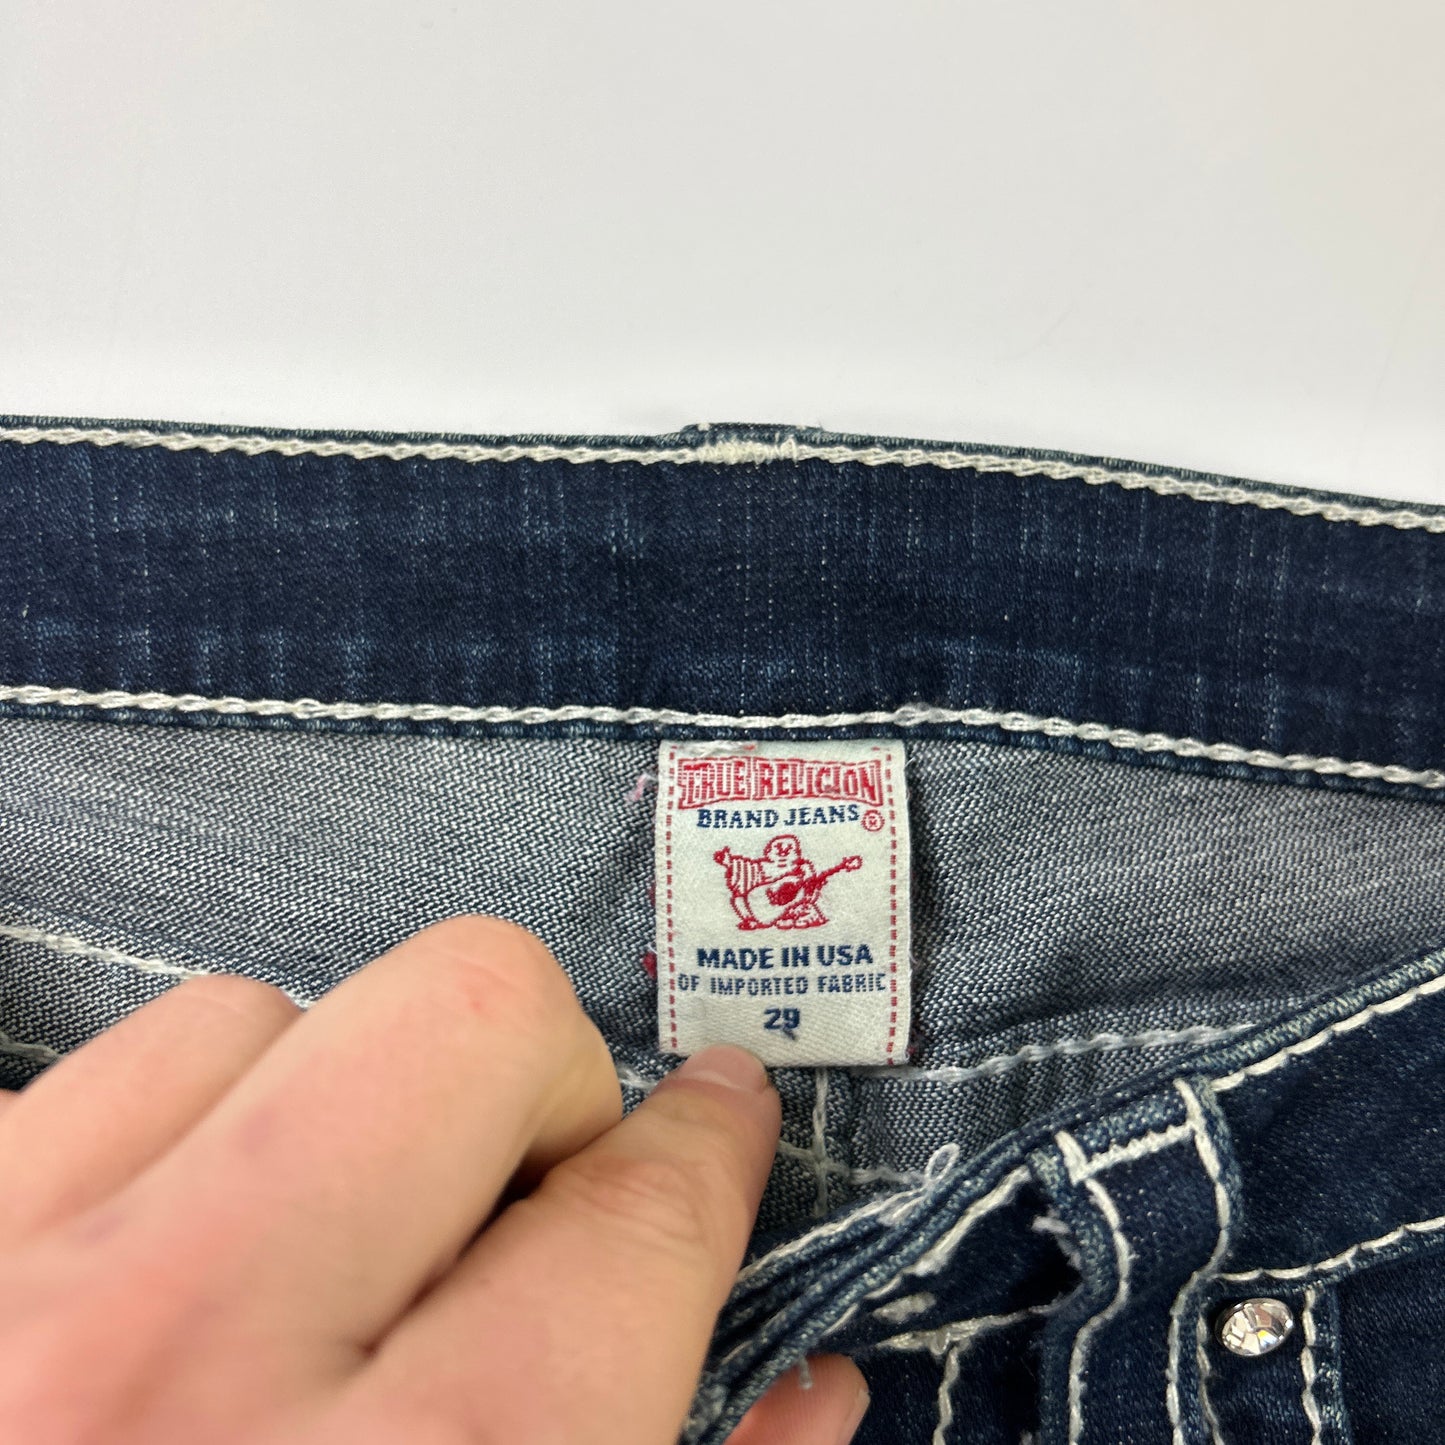 TRUE RELIGION
BRAND JEANS®
MADE IN USA
OF IMPORTED FABRIC
29